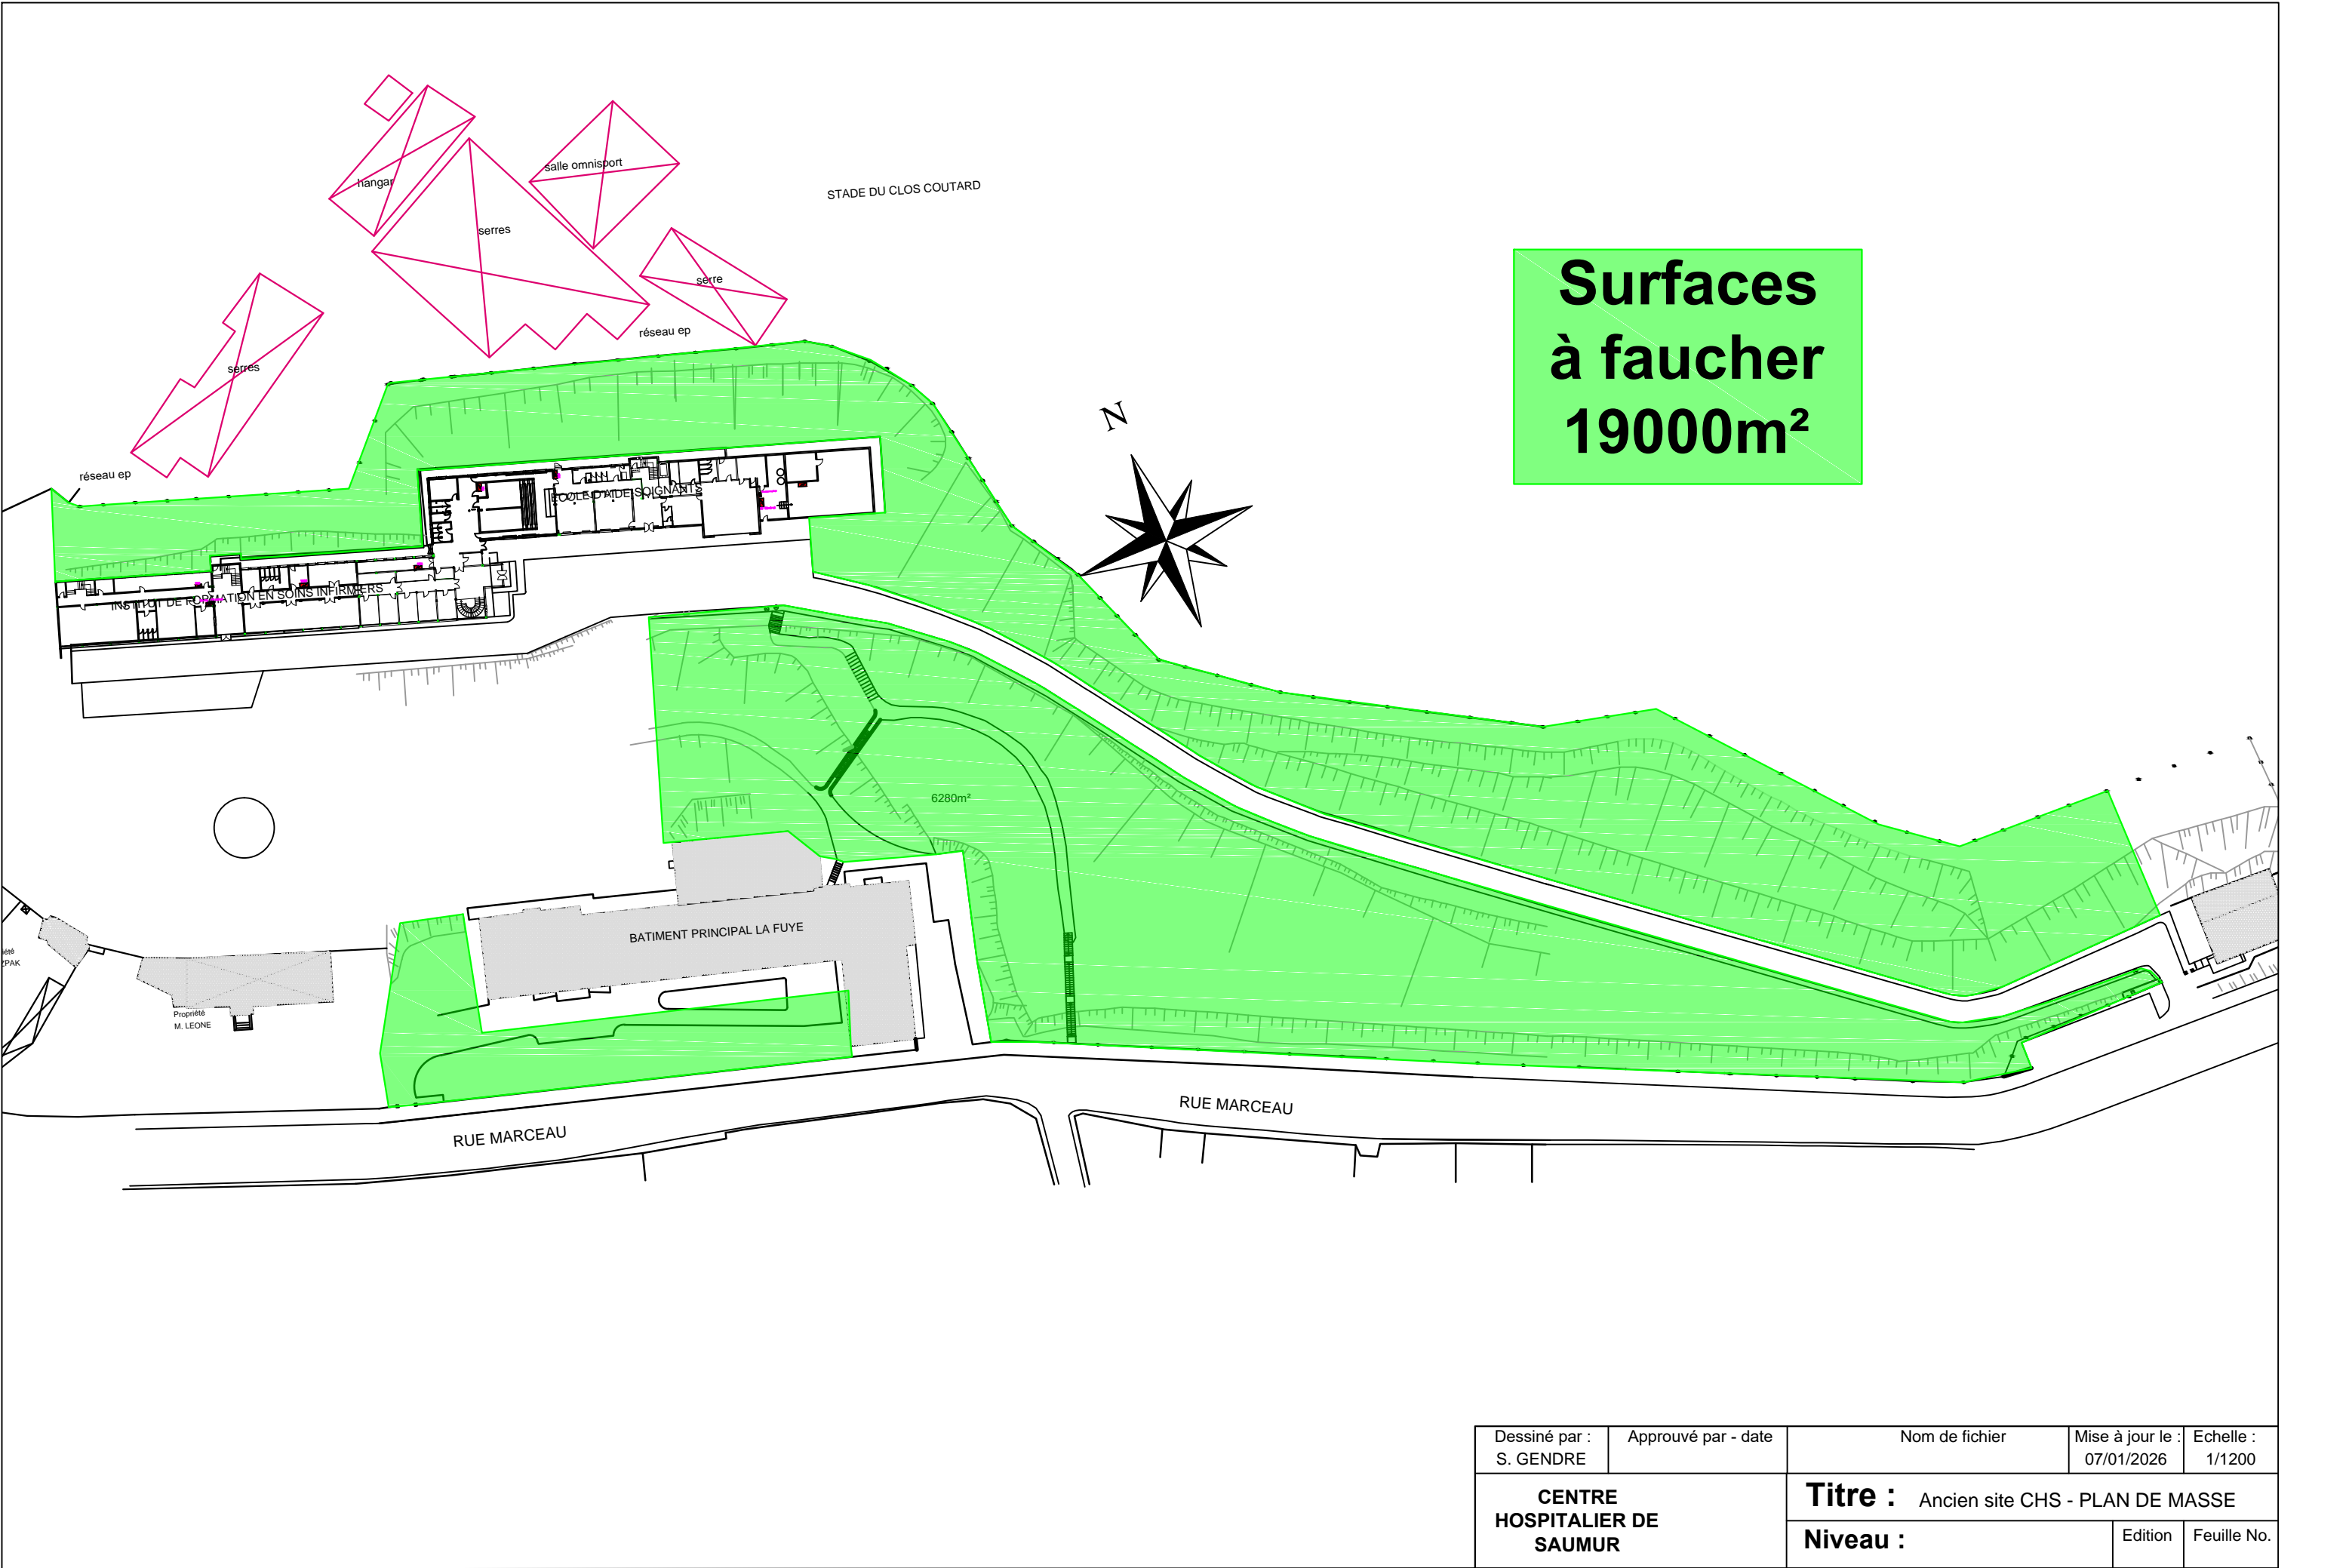 salle omnisport
hangar
STADE DU CLOS COUTARD
serres
serre
réseau ep
serres
réseau ep
Surfaces
à faucher
19000m²
N
ECOLE D'AIDE SOIGNANTS
INSTITUT DE FORMATION EN SOINS INFIRMIERS
6280m²
BATIMENT PRINCIPAL LA FUYE
Propriété
M. LEONE
RUE MARCEAU
RUE MARCEAU
Dessiné par :
S. GENDRE
Approuvé par - date
Nom de fichier
Mise à jour le :
07/01/2026
Echelle :
1/1200
CENTRE
HOSPITALIER DE
SAUMUR
Titre : Ancien site CHS - PLAN DE MASSE
Niveau :
Edition
Feuille No.